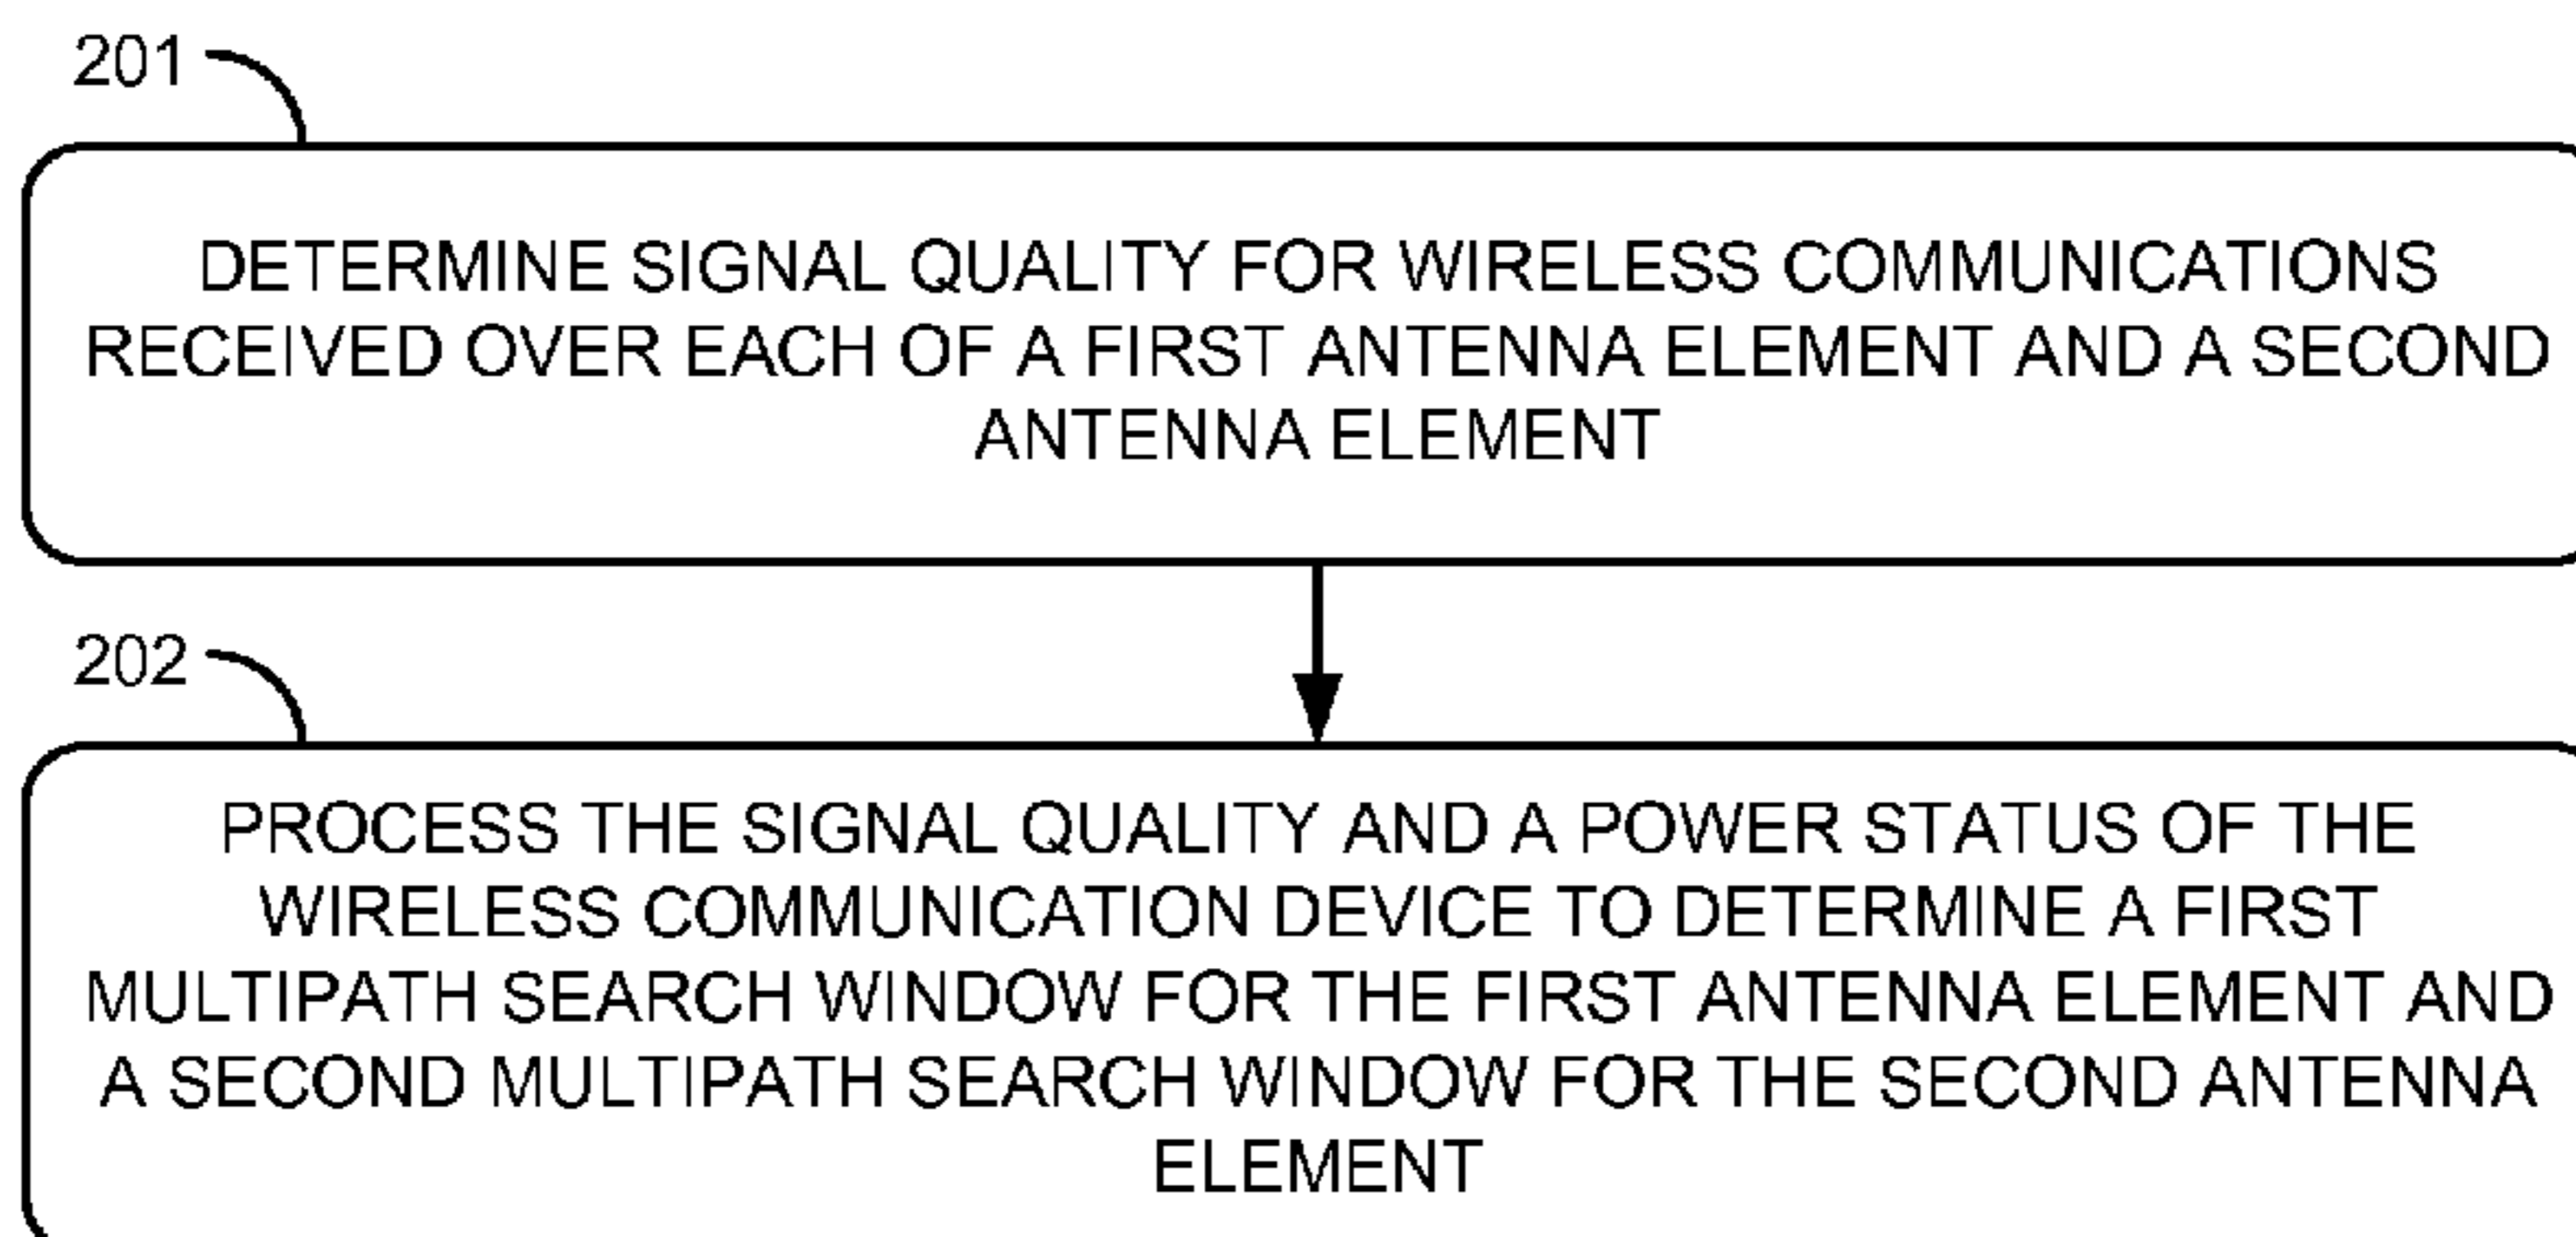 201
DETERMINE SIGNAL QUALITY FOR WIRELESS COMMUNICATIONS
RECEIVED OVER EACH OF A FIRST ANTENNA ELEMENT AND A SECOND
ANTENNA ELEMENT
202
PROCESS THE SIGNAL QUALITY AND A POWER STATUS OF THE
WIRELESS COMMUNICATION DEVICE TO DETERMINE A FIRST
MULTIPATH SEARCH WINDOW FOR THE FIRST ANTENNA ELEMENT AND
A SECOND MULTIPATH SEARCH WINDOW FOR THE SECOND ANTENNA
ELEMENT